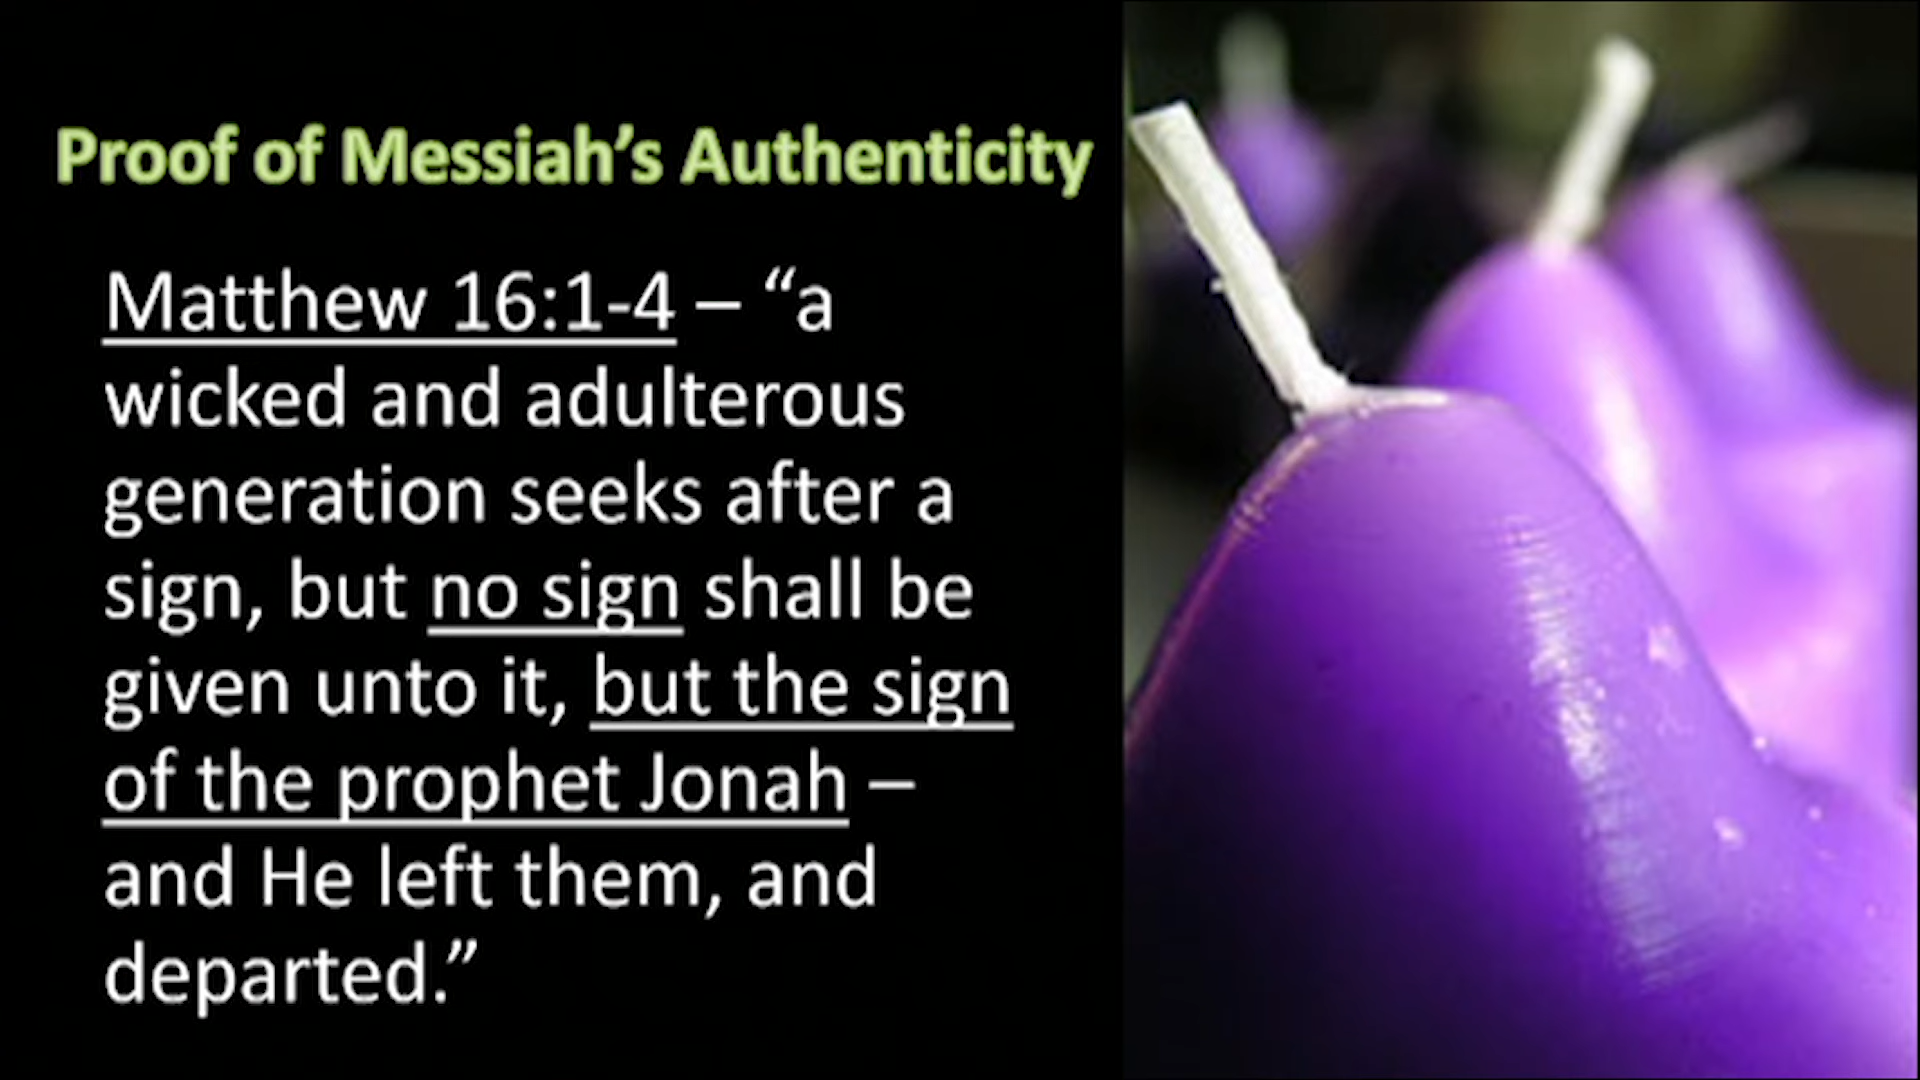 Proof of Messiah’s Authenticity
Matthew 16:1-4 – “a
wicked and adulterous
generation seeks after a
sign, but no sign shall be
given unto it, but the sign
of the prophet Jonah –
and He left them, and
departed.”